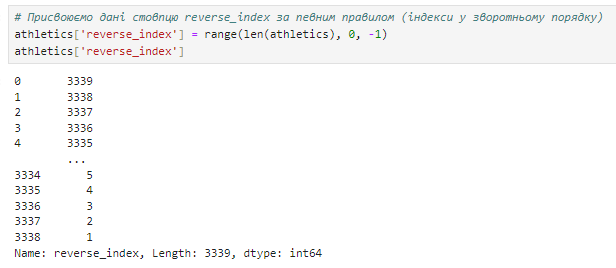 # Присвоюємо дані стовпцю reverse_index за певним правилом (індекси у зворотньому порядку)
athletics['reverse_index'] = range(len(athletics), 0, -1)
athletics['reverse_index']
0       3339
1       3338
2       3337
3       3336
4       3335
        ...
3334       5
3335       4
3336       3
3337       2
3338       1
Name: reverse_index, Length: 3339, dtype: int64